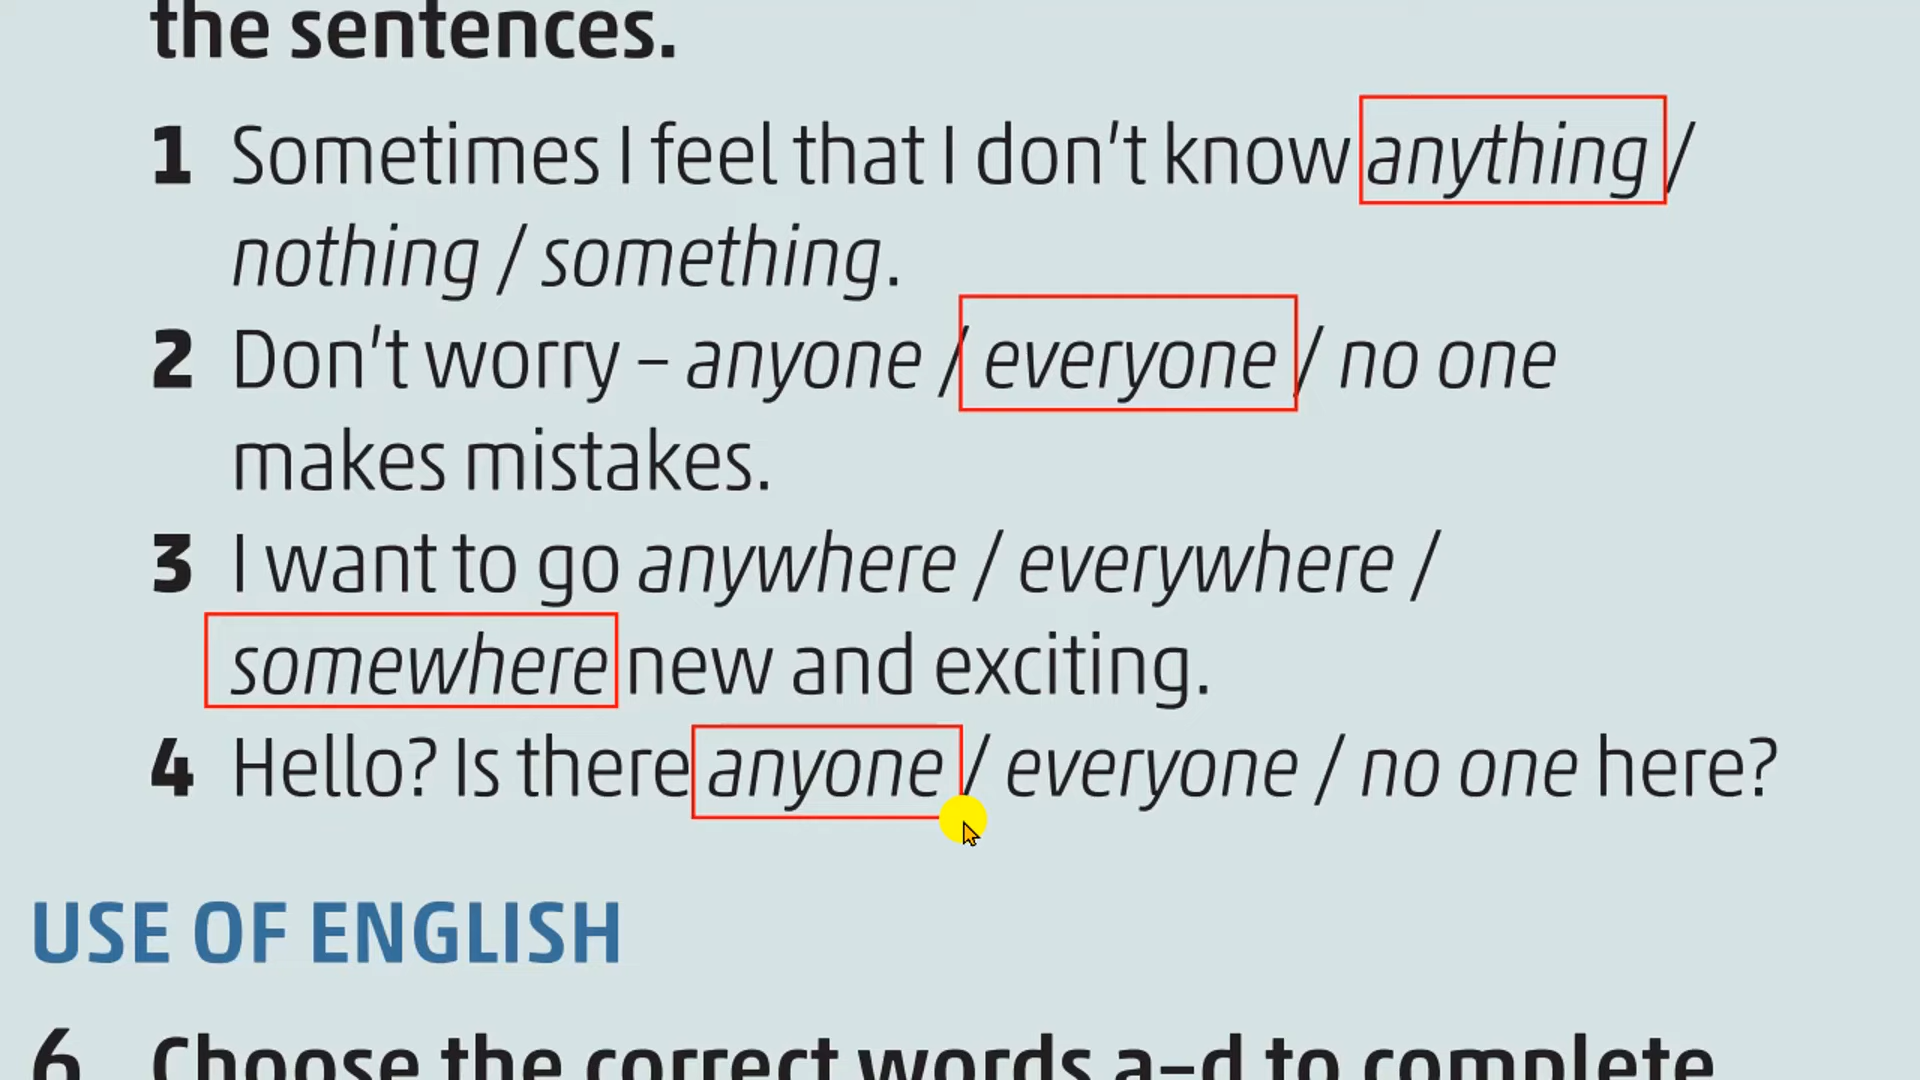 the sentences.
1 Sometimes I feel that I don't know anything /
nothing / something.
2 Don't worry – anyone / everyone / no one
makes mistakes.
3 I want to go anywhere / everywhere /
somewhere new and exciting.
4 Hello? Is there anyone / everyone / no one here?
USE OF ENGLISH
6 Choose the correct words a–d to complete